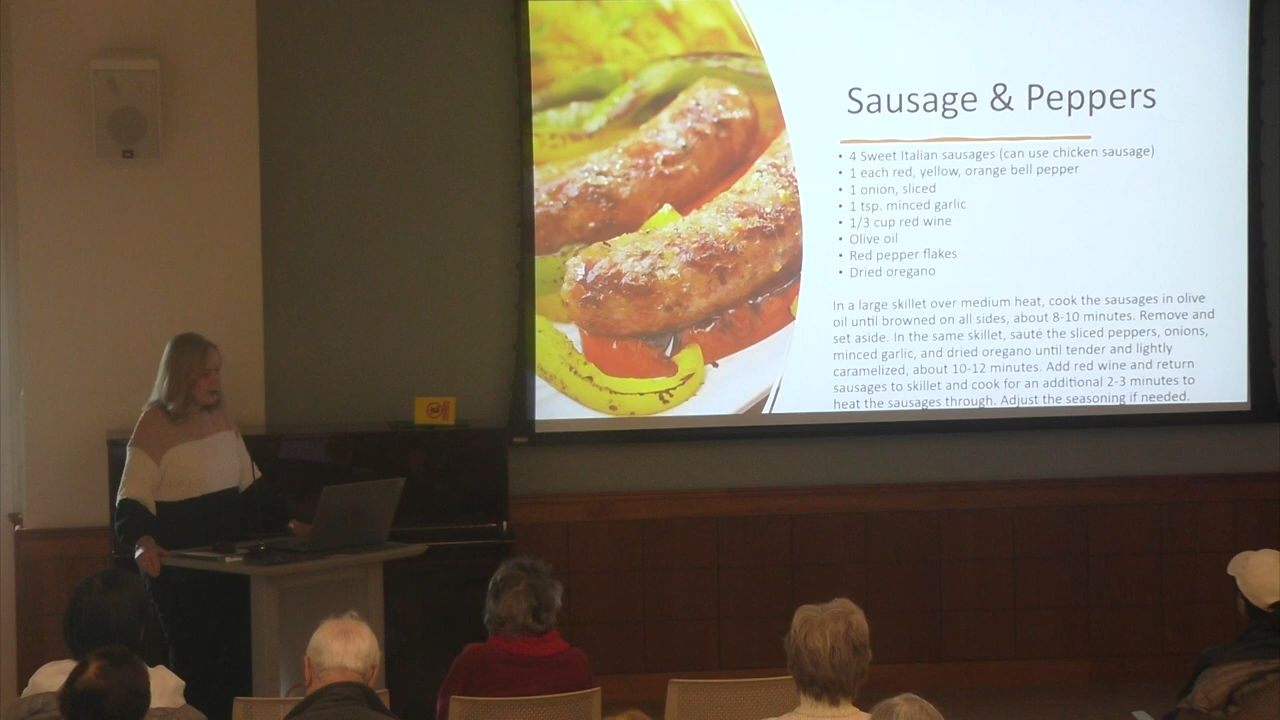 Sausage & Peppers
• 4 Sweet Italian sausages (can use chicken sausage)
• 1 each red, yellow, orange bell pepper
• 1 onion, sliced
• 1 tsp. minced garlic
• 1/3 cup red wine
• Olive oil
• Red pepper flakes
• Dried oregano
In a large skillet over medium heat, cook the sausages in olive
oil until browned on all sides, about 8-10 minutes. Remove and
set aside. In the same skillet, sauté the sliced peppers, onions,
minced garlic, and dried oregano until tender and lightly
caramelized, about 10-12 minutes. Add red wine and return
sausages to skillet and cook for an additional 2-3 minutes to
heat the sausages through. Adjust the seasoning if needed.